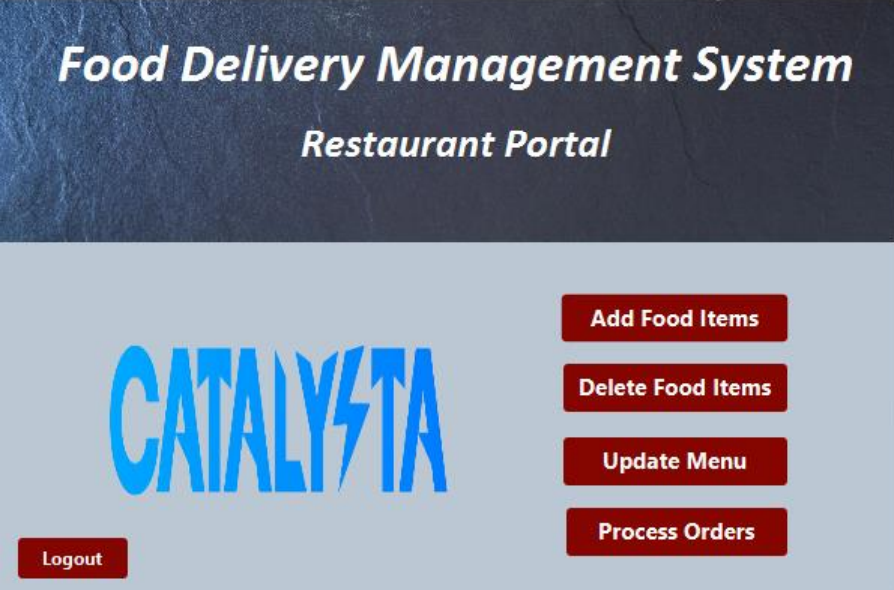 Food Delivery Management System
Restaurant Portal
CATALYSTA
Add Food Items
Delete Food Items
Update Menu
Process Orders
Logout